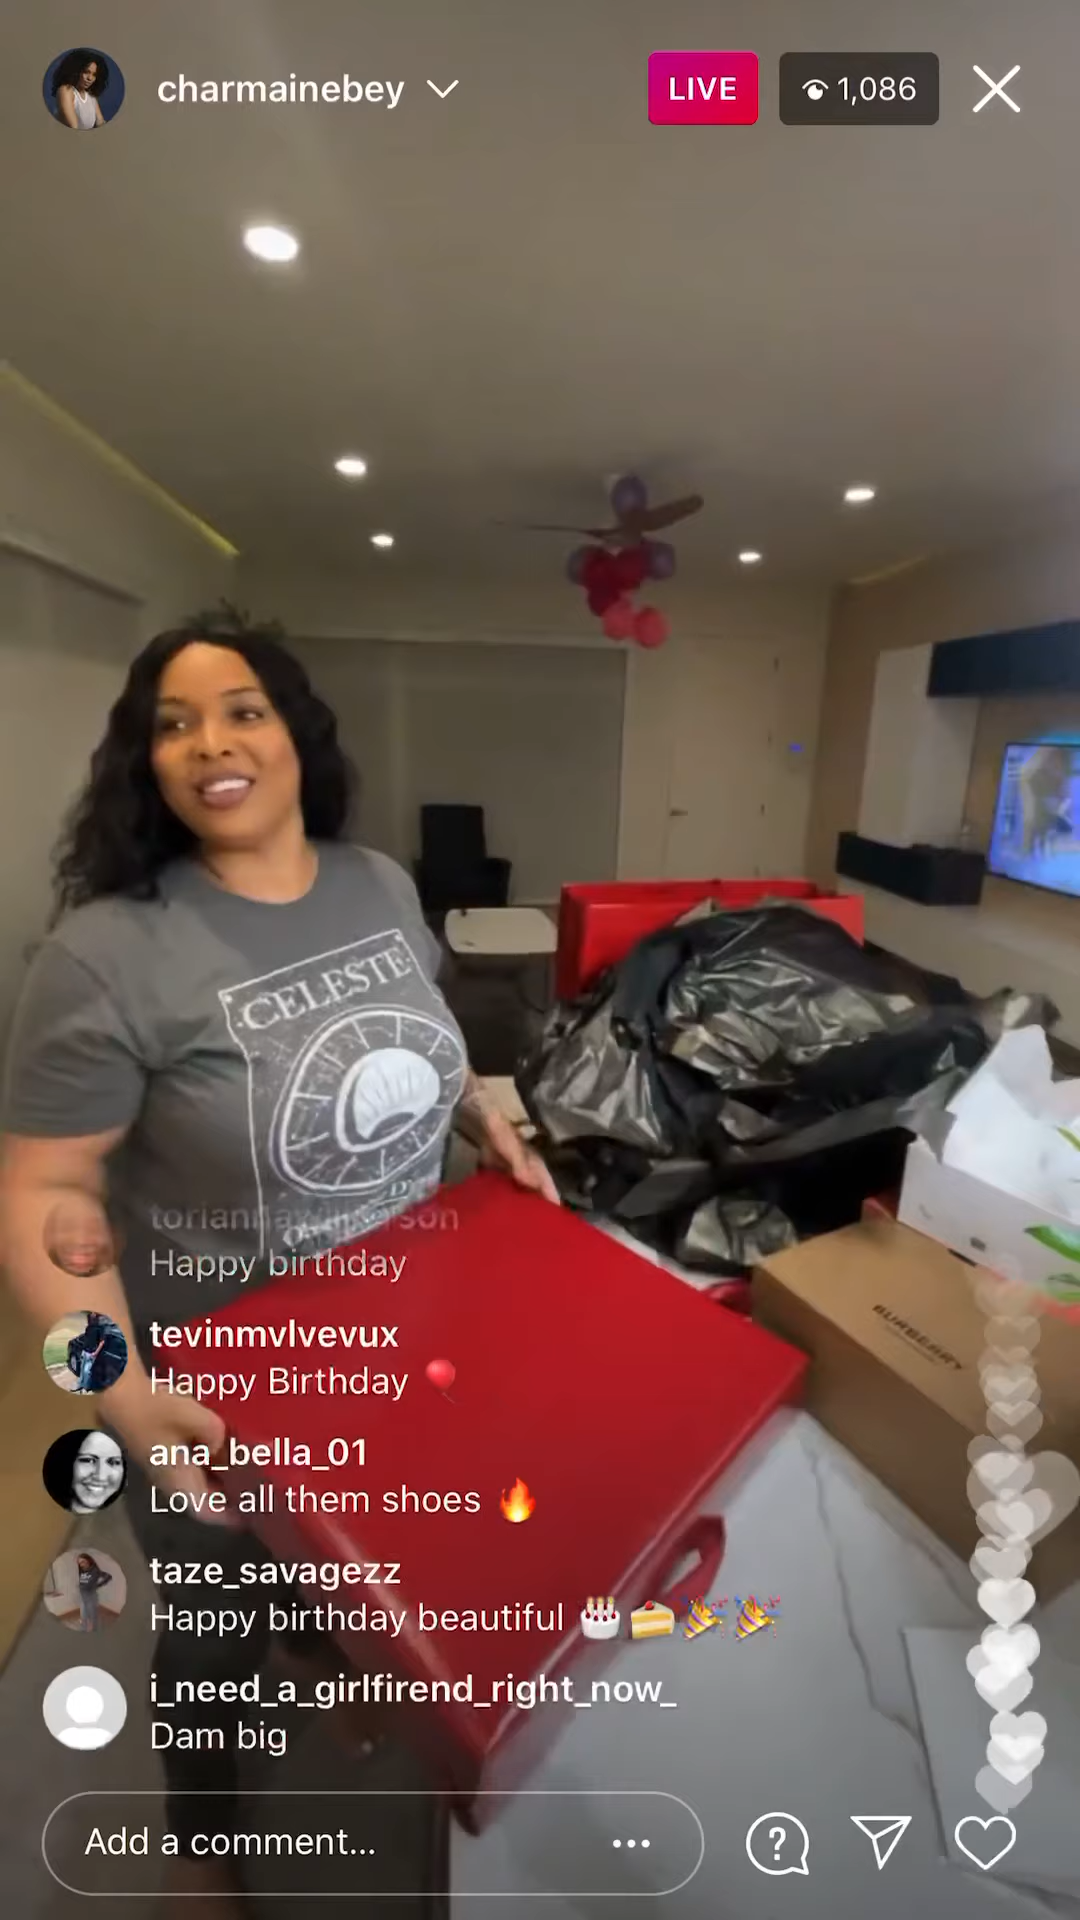 charmainebey
LIVE
1,086
CELESTE
BURBERRY
Happy birthday
tevinmvlvevux
Happy Birthday 🎈
ana_bella_01
Love all them shoes 🔥
taze_savagezz
Happy birthday beautiful 🎂🍰🎉🎉
i_need_a_girlfirend_right_now_
Dam big
Add a comment...